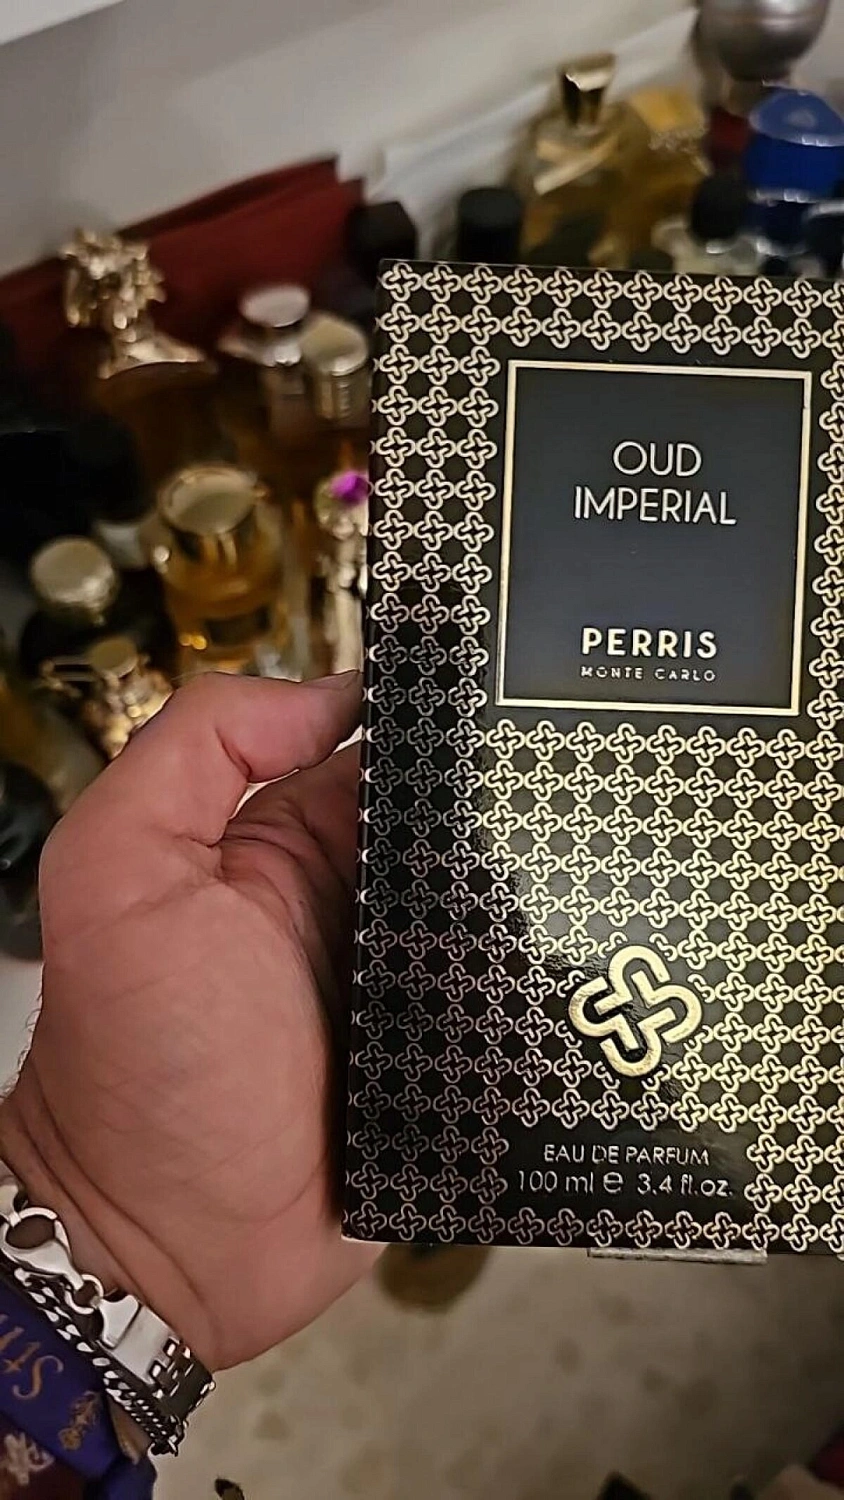 OUD
IMPERIAL
PERRIS
MONTE CARLO
EAU DE PARFUM
100 ml e 3.4 fl.oz.